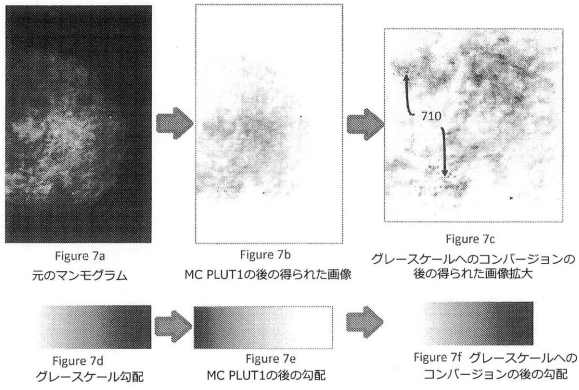 710
Figure 7a
元のマンモグラム
Figure 7b
MC PLUT1の後の得られた画像
Figure 7c
グレースケールへのコンバージョンの
後の得られた画像拡大
Figure 7d
グレースケール勾配
Figure 7e
MC PLUT1の後の勾配
Figure 7f グレースケールへの
コンバージョンの後の勾配